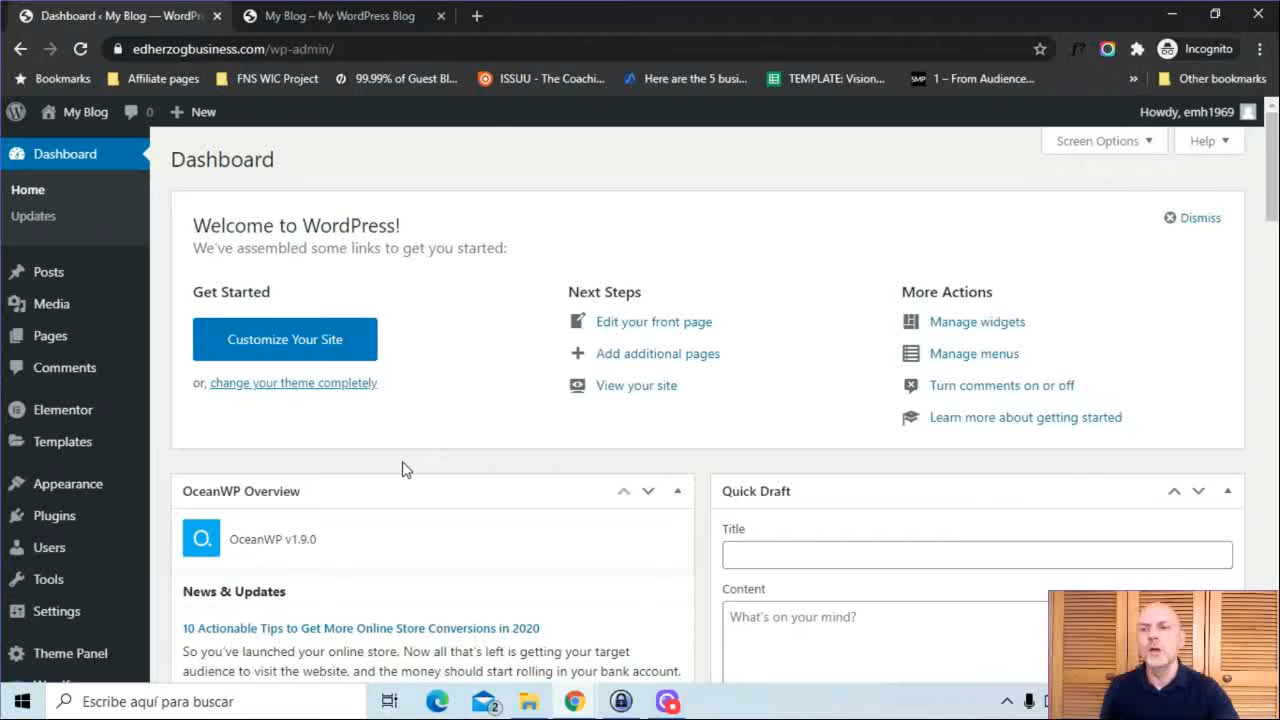 Dashboard ‹ My Blog — WordPr
My Blog – My WordPress Blog
edherzogbusiness.com/wp-admin/
Incognito
Bookmarks
Affiliate pages
FNS WIC Project
99.99% of Guest Bl...
ISSUU - The Coachi...
Here are the 5 busi...
TEMPLATE: Vision...
1 – From Audience...
Other bookmarks
My Blog
0
New
Howdy, emh1969
Dashboard
Home
Updates
Posts
Media
Pages
Comments
Elementor
Templates
Appearance
Plugins
Users
Tools
Settings
Theme Panel
Dashboard
Screen Options
Help
Welcome to WordPress!
Dismiss
We've assembled some links to get you started:
Get Started
Customize Your Site
or, change your theme completely
Next Steps
Edit your front page
Add additional pages
View your site
More Actions
Manage widgets
Manage menus
Turn comments on or off
Learn more about getting started
OceanWP Overview
O.
OceanWP v1.9.0
News & Updates
10 Actionable Tips to Get More Online Store Conversions in 2020
So you've launched your online store. Now all that's left is getting your target
audience to visit the website, and the money should start rolling in your bank account.
Quick Draft
Title
Content
What's on your mind?
Escribe aquí para buscar
2